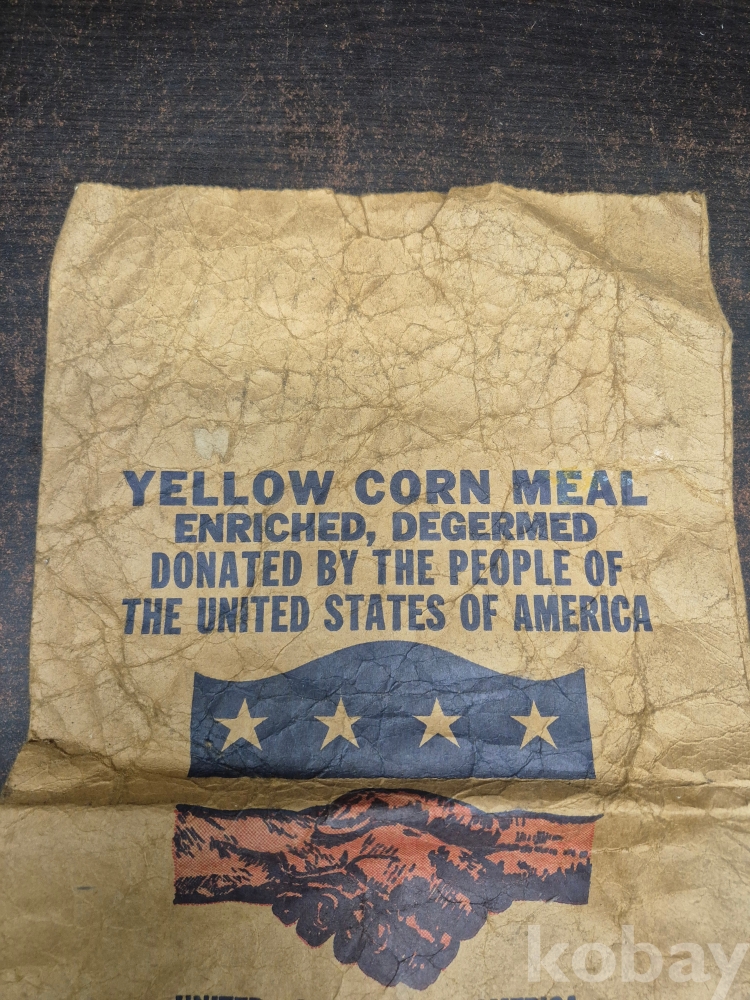 YELLOW CORN MEAL
ENRICHED, DEGERMED
DONATED BY THE PEOPLE OF
THE UNITED STATES OF AMERICA
kobay